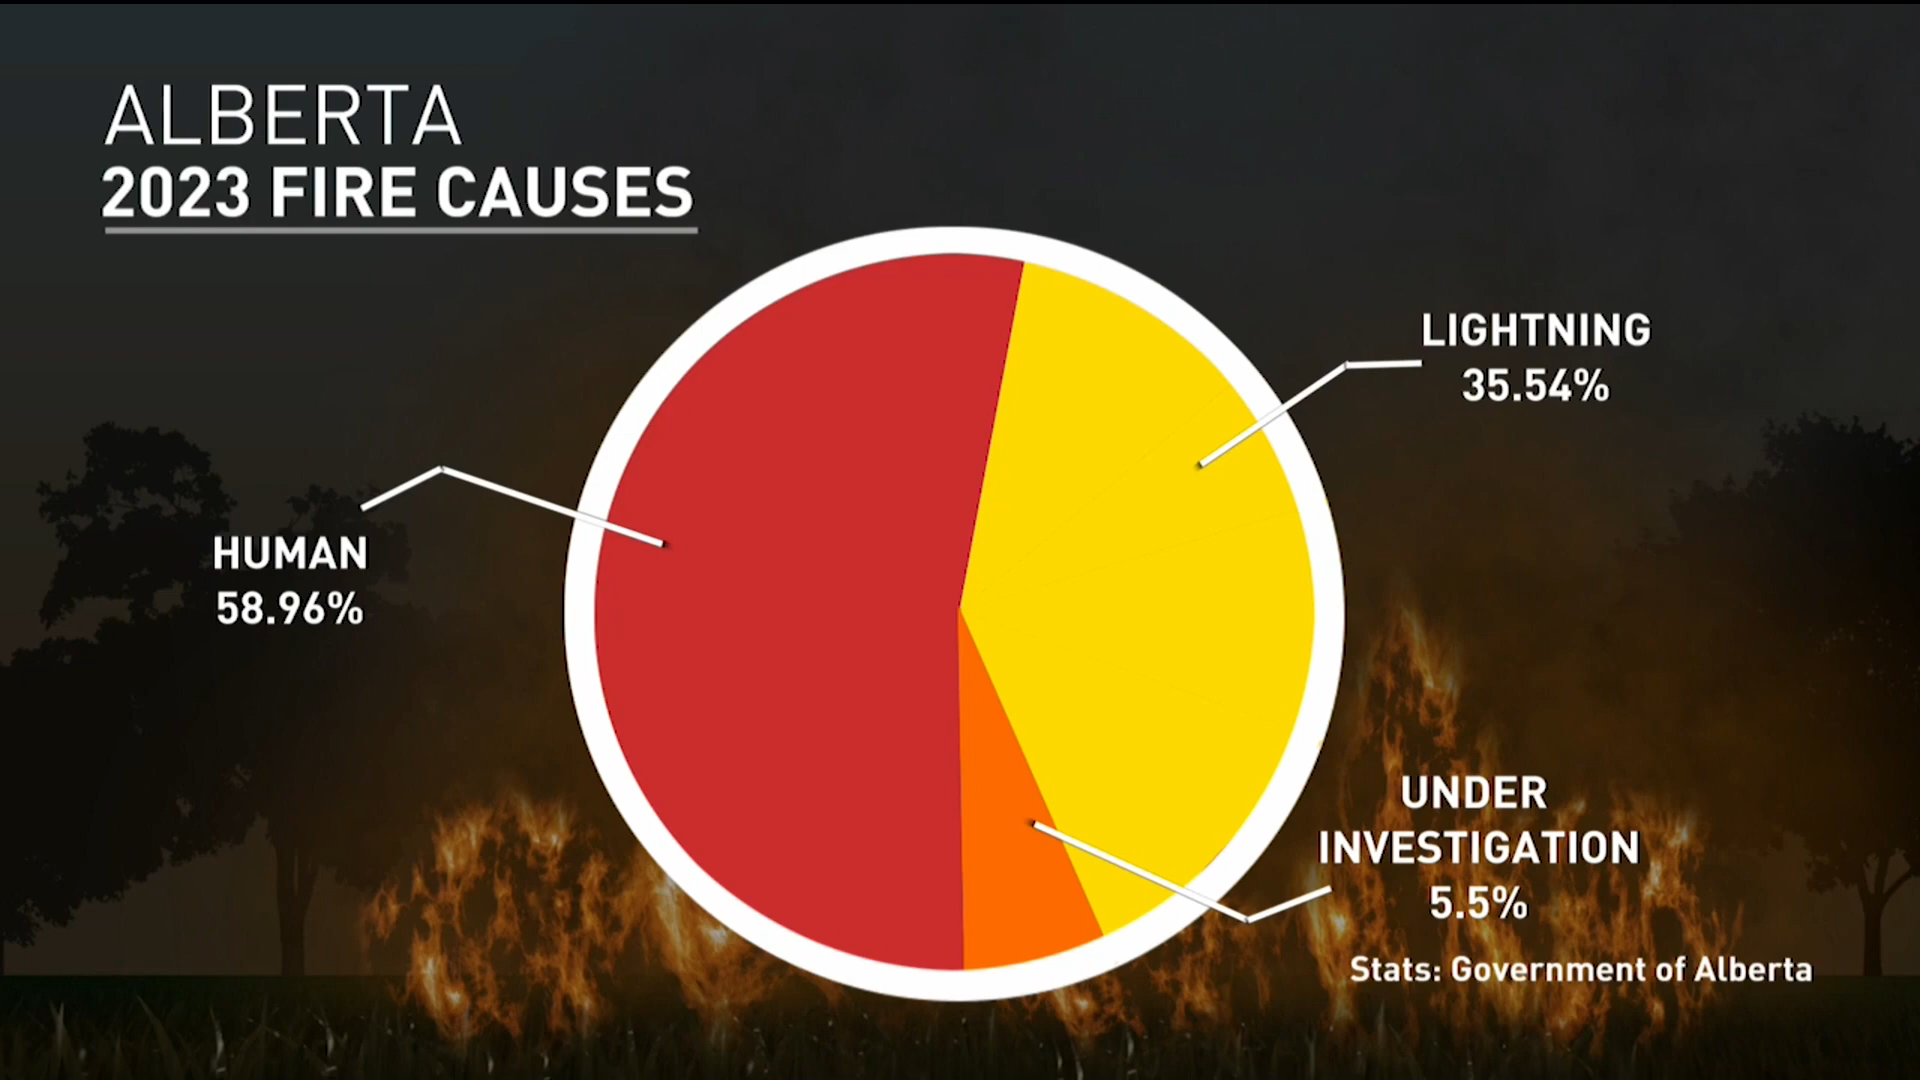 ALBERTA
2023 FIRE CAUSES
LIGHTNING
35.54%
HUMAN
58.96%
UNDER
INVESTIGATION
5.5%
Stats: Government of Alberta